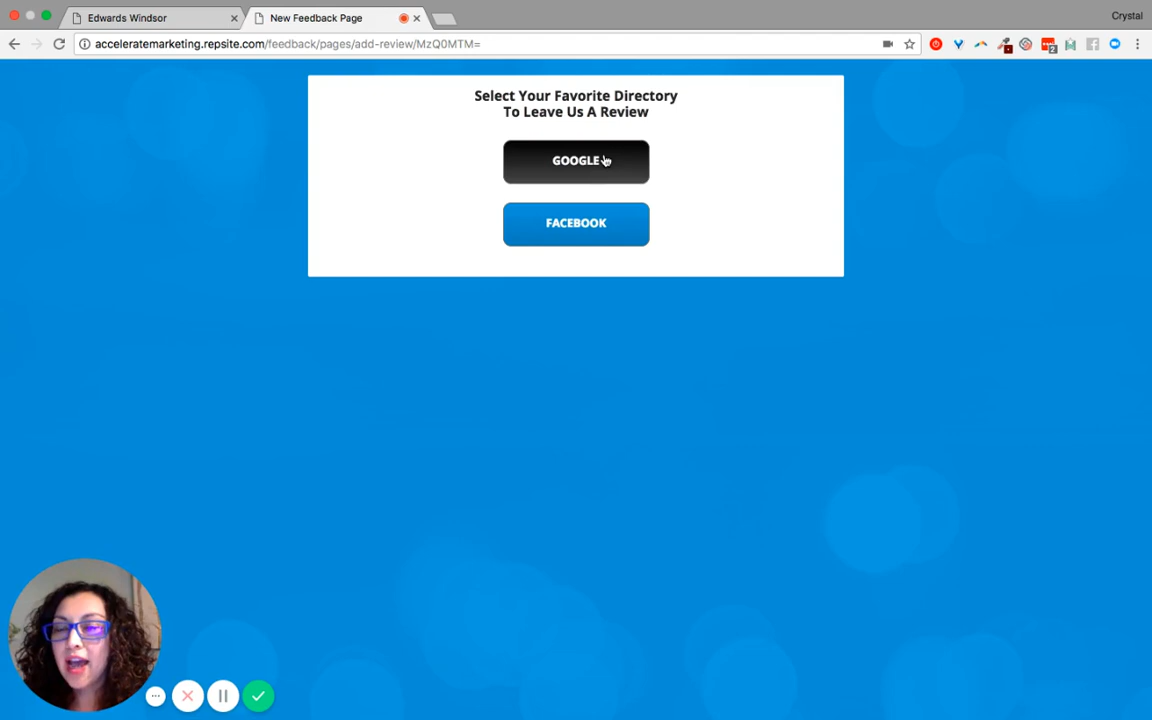 Edwards Windsor
New Feedback Page
Crystal
acceleratemarketing.repsite.com/feedback/pages/add-review/MzQ0MTM=
2
Select Your Favorite Directory
To Leave Us A Review
GOOGLE
FACEBOOK